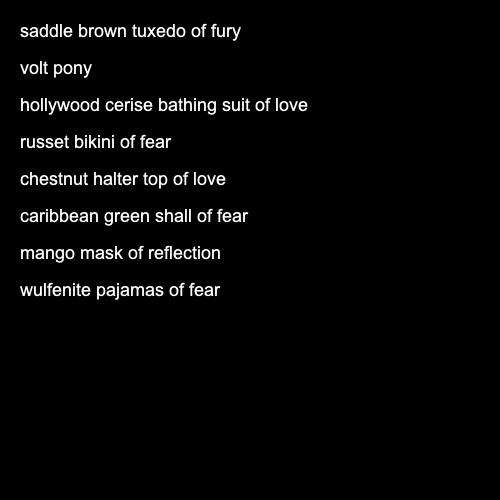 saddle brown tuxedo of fury
volt pony
hollywood cerise bathing suit of love
russet bikini of fear
chestnut halter top of love
caribbean green shall of fear
mango mask of reflection
wulfenite pajamas of fear